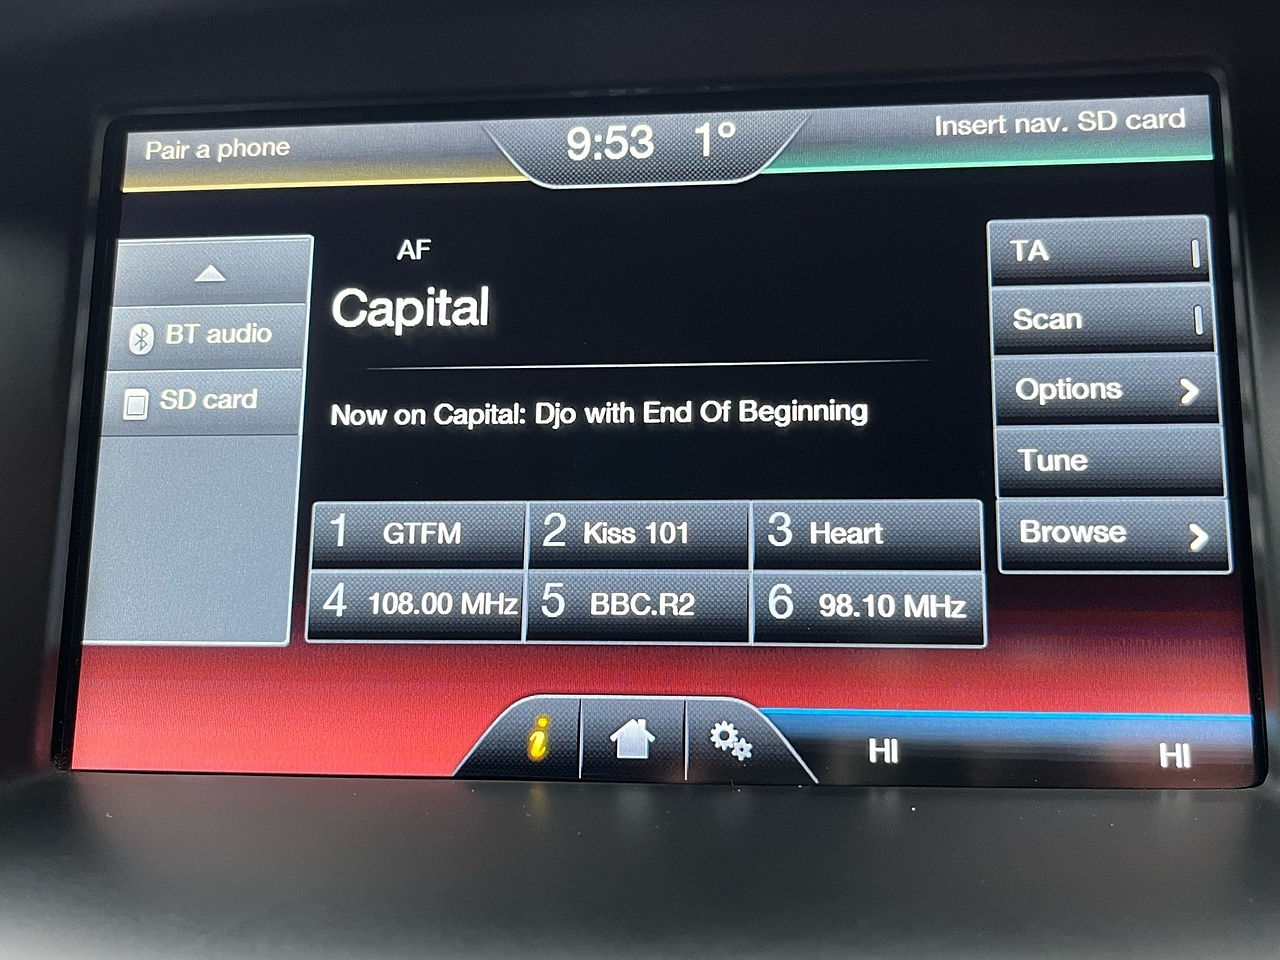 Pair a phone
9:53 1°
Insert nav. SD card
AF
Capital
Now on Capital: Djo with End Of Beginning
BT audio
SD card
TA
Scan
Options
Tune
Browse
1 GTFM
2 Kiss 101
3 Heart
4 108.00 MHz
5 BBC.R2
6 98.10 MHz
i
HI
HI